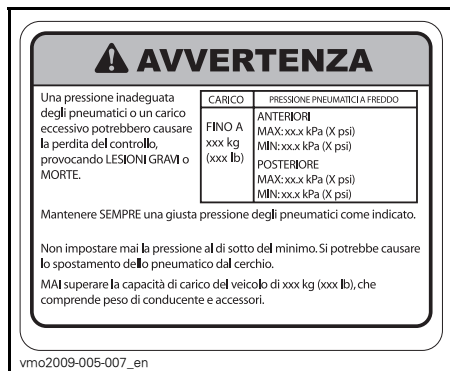 AVVERTENZA
Una pressione inadeguata
degli pneumatici o un carico
eccessivo potrebbero causare
la perdita del controllo,
provocando LESIONI GRAVI o
MORTE.
CARICO PRESSIONE PNEUMATICI A FREDDO
FINO A
xxx kg
(xxx lb)
ANTERIORI
MAX: xx.x kPa (X psi)
MIN: xx.x kPa (X psi)
POSTERIORE
MAX: xx.x kPa (X psi)
MIN: xx.x kPa (X psi)
Mantenere SEMPRE una giusta pressione degli pneumatici come indicato.
Non impostare mai la pressione al di sotto del minimo. Si potrebbe causare
lo spostamento dello pneumatico dal cerchio.
MAI superare la capacità di carico del veicolo di xxx kg (xxx lb), che
comprende peso di conducente e accessori.
vmo2009-005-007_en